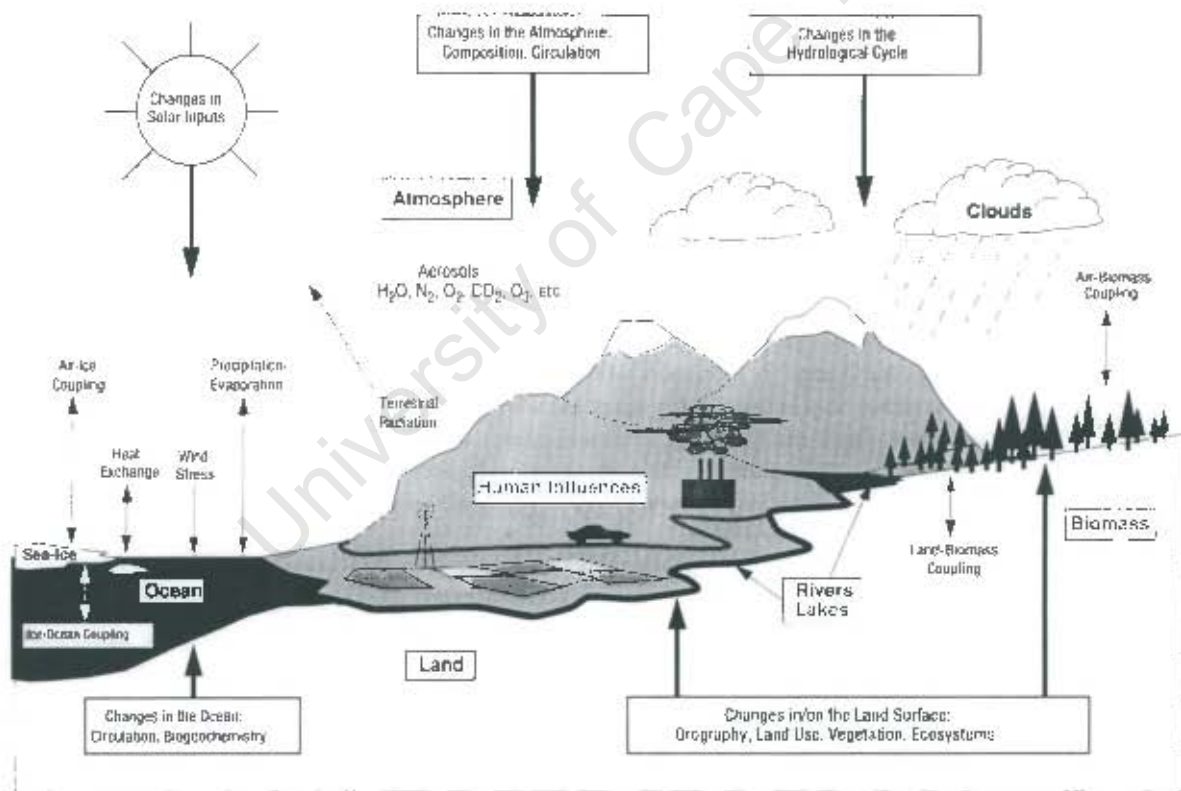 Changes in the Atmosphere.
Composition, Circulation
Changes in the
Hydrological Cycle
Changes in
Solar Inputs
Atmosphere
Clouds
Aerosols
H₂O, N₂, O₂, CO₂, O₃, etc
Air-Biomass
Coupling
Air-Ice
Coupling
Precipitation-
Evaporation
Terrestrial
Radiation
Heat
Exchange
Wind
Stress
Human Influences
Sea-Ice
Ocean
Ice-Ocean Coupling
Biomass
Land-Biomass
Coupling
Rivers
Lakes
Land
Changes in the Ocean:
Circulation, Biogeochemistry
Changes in/on the Land Surface:
Orography, Land Use, Vegetation, Ecosystems
University of Cape